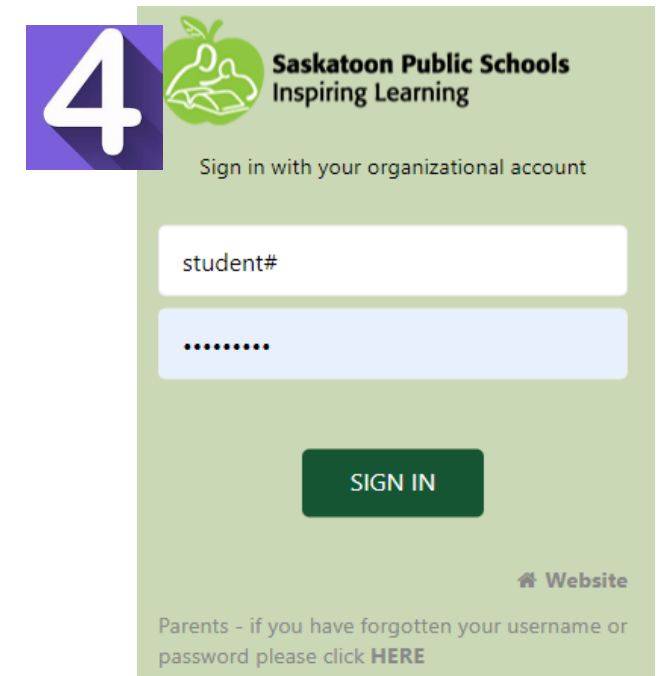 4
Saskatoon Public Schools
Inspiring Learning
Sign in with your organizational account
student#
•••••••••
SIGN IN
Website
Parents - if you have forgotten your username or
password please click HERE